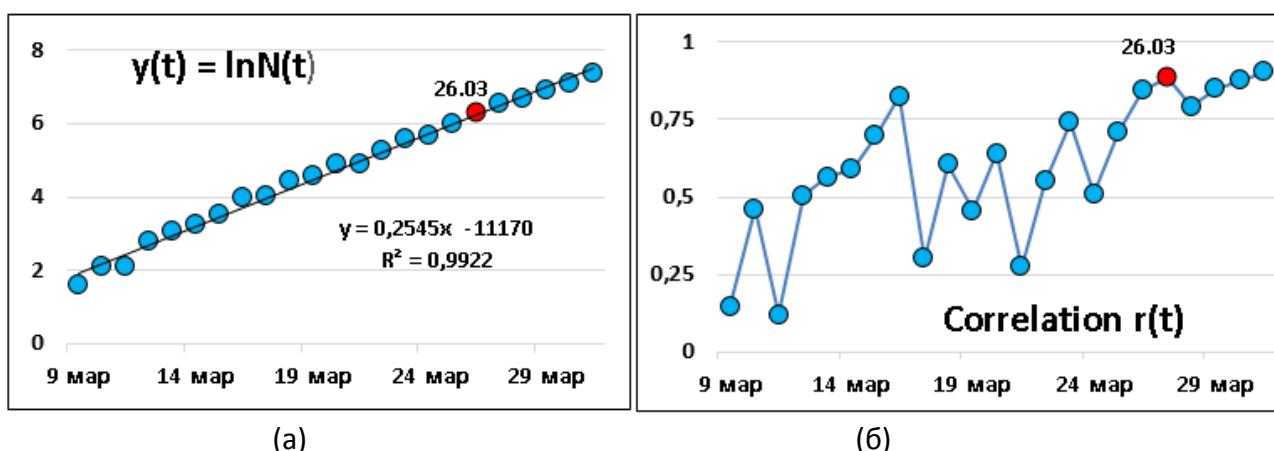 y(t) = lnN(t)
8
6
4
2
0
26.03
y = 0,2545x - 11170
R² = 0,9922
9 мар 14 мар 19 мар 24 мар 29 мар
(а)
1
0,75
0,5
0,25
0
26.03
Correlation r(t)
9 мар 14 мар 19 мар 24 мар 29 мар
(б)